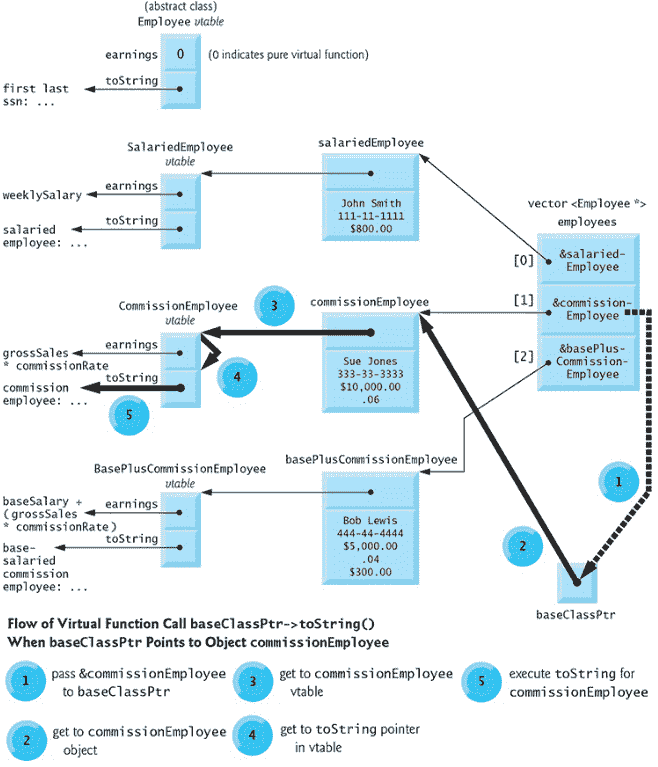 (abstract class)
Employee vtable
earnings
0
(0 indicates pure virtual function)
toString
first last
ssn: ...
SalariedEmployee
vtable
earnings
weeklySalary
toString
salaried
employee: ...
salariedEmployee
John Smith
111-11-1111
$800.00
vector <Employee *>
employees
[0]
&salaried-
Employee
[1]
&commission-
Employee
[2]
&basePlus-
Commission-
Employee
CommissionEmployee
vtable
3
earnings
grossSales
* commissionRate
4
toString
commission
employee: ...
5
commissionEmployee
Sue Jones
333-33-3333
$10,000.00
.06
1
BasePlusCommissionEmployee
vtable
earnings
baseSalary +
(grossSales
* commissionRate)
toString
base-
salaried
commission
employee: ...
basePlusCommissionEmployee
Bob Lewis
444-44-4444
$5,000.00
.04
$300.00
2
baseClassPtr
Flow of Virtual Function Call baseClassPtr->toString()
When baseClassPtr Points to Object commissionEmployee
1
pass &commissionEmployee
to baseClassPtr
2
get to commissionEmployee
object
3
get to commissionEmployee
vtable
4
get to toString pointer
in vtable
5
execute toString for
commissionEmployee